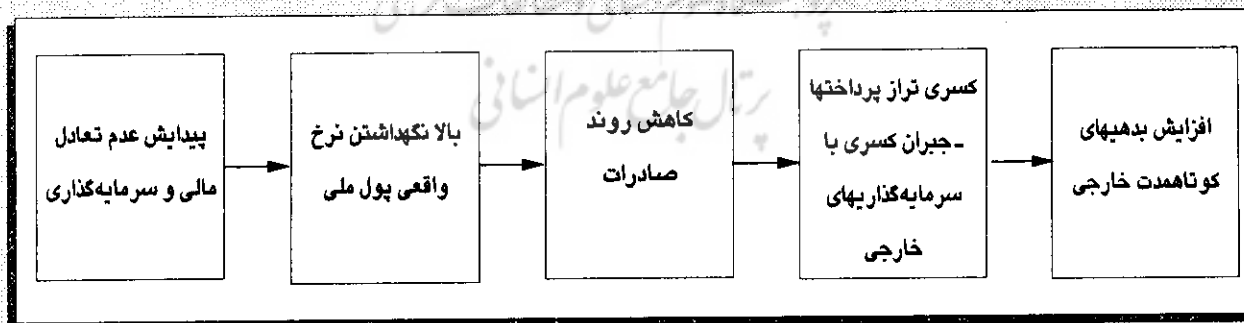 پرتال جامع علوم انسانی
پیدایش عدم تعادل
مالی و سرمایه‌گذاری
بالا نگهداشتن نرخ
واقعی پول ملی
کاهش روند
صادرات
کسری تراز پرداختها
ـ جبران کسری با
سرمایه‌گذاریهای
خارجی
افزایش بدهیهای
کوتاهمدت خارجی